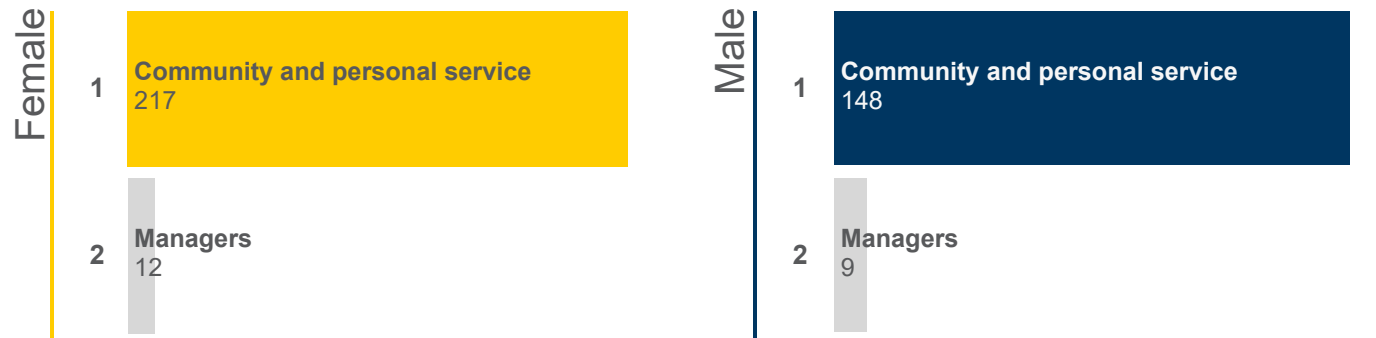 Female
1
Community and personal service
217
2
Managers
12
Male
1
Community and personal service
148
2
Managers
9